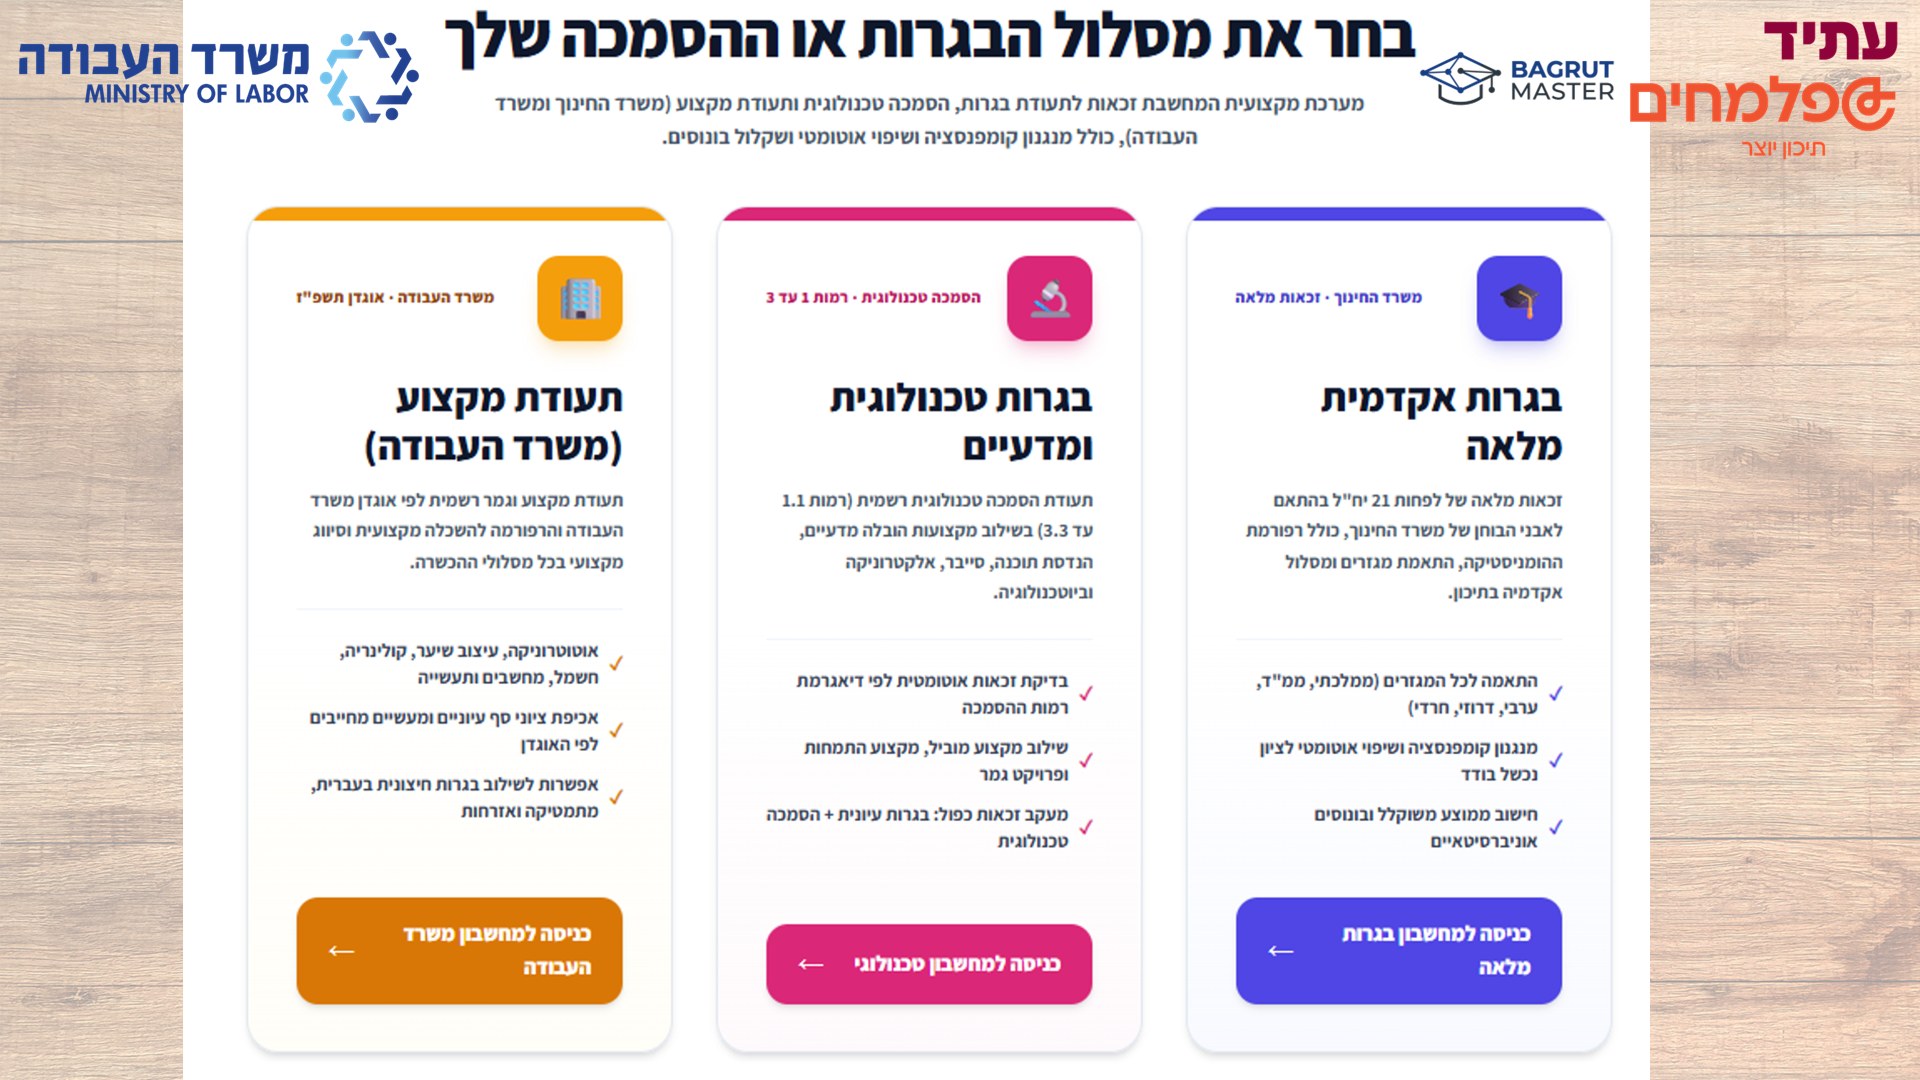 משרד העבודה
MINISTRY OF LABOR
בחר את מסלול הבגרות או ההסמכה שלך
BAGRUT
MASTER
עתיד
פלמחים
תיכון יוצר
מערכת מקצועית המחשבת זכאות לתעודת בגרות, הסמכה טכנולוגית ותעודת מקצוע (משרד החינוך ומשרד
העבודה), כולל מנגנון קומפנסציה ושיפוי אוטומטי ושקלול בונוסים.
משרד החינוך · זכאות מלאה
בגרות אקדמית
מלאה
זכאות מלאה של לפחות 21 יח"ל בהתאם
לאבני הבוחן של משרד החינוך, כולל רפורמת
ההומניסטיקה, התאמת מגזרים ומסלול
אקדמיה בתיכון.
✓ התאמה לכל המגזרים (ממלכתי, ממ"ד,
ערבי, דרוזי, חרדי)
✓ מנגנון קומפנסציה ושיפוי אוטומטי לציון
נכשל בודד
✓ חישוב ממוצע משוקלל ובונוסים
אוניברסיטאיים
כניסה למחשבון בגרות
מלאה ←
הסמכה טכנולוגית · רמות 1 עד 3
בגרות טכנולוגית
ומדעיים
תעודת הסמכה טכנולוגית רשמית (רמות 1.1
עד 3.3) בשילוב מקצועות הובלה מדעיים,
הנדסת תוכנה, סייבר, אלקטרוניקה
וביוטכנולוגיה.
✓ בדיקת זכאות אוטומטית לפי דיאגרמת
רמות ההסמכה
✓ שילוב מקצוע מוביל, מקצוע התמחות
ופרויקט גמר
✓ מעקב זכאות כפול: בגרות עיונית + הסמכה
טכנולוגית
כניסה למחשבון טכנולוגי ←
משרד העבודה · אוגדן תשפ"ז
תעודת מקצוע
(משרד העבודה)
תעודת מקצוע וגמר רשמית לפי אוגדן משרד
העבודה והרפורמה להשכלה מקצועית וסיווג
מקצועי בכל מסלולי ההכשרה.
✓ אוטוטרוניקה, עיצוב שיער, קולינריה,
חשמל, מחשבים ותעשייה
✓ אכיפת ציוני סף עיוניים ומעשיים מחייבים
לפי האוגדן
✓ אפשרות לשילוב בגרות חיצונית בעברית,
מתמטיקה ואזרחות
כניסה למחשבון משרד
העבודה ←